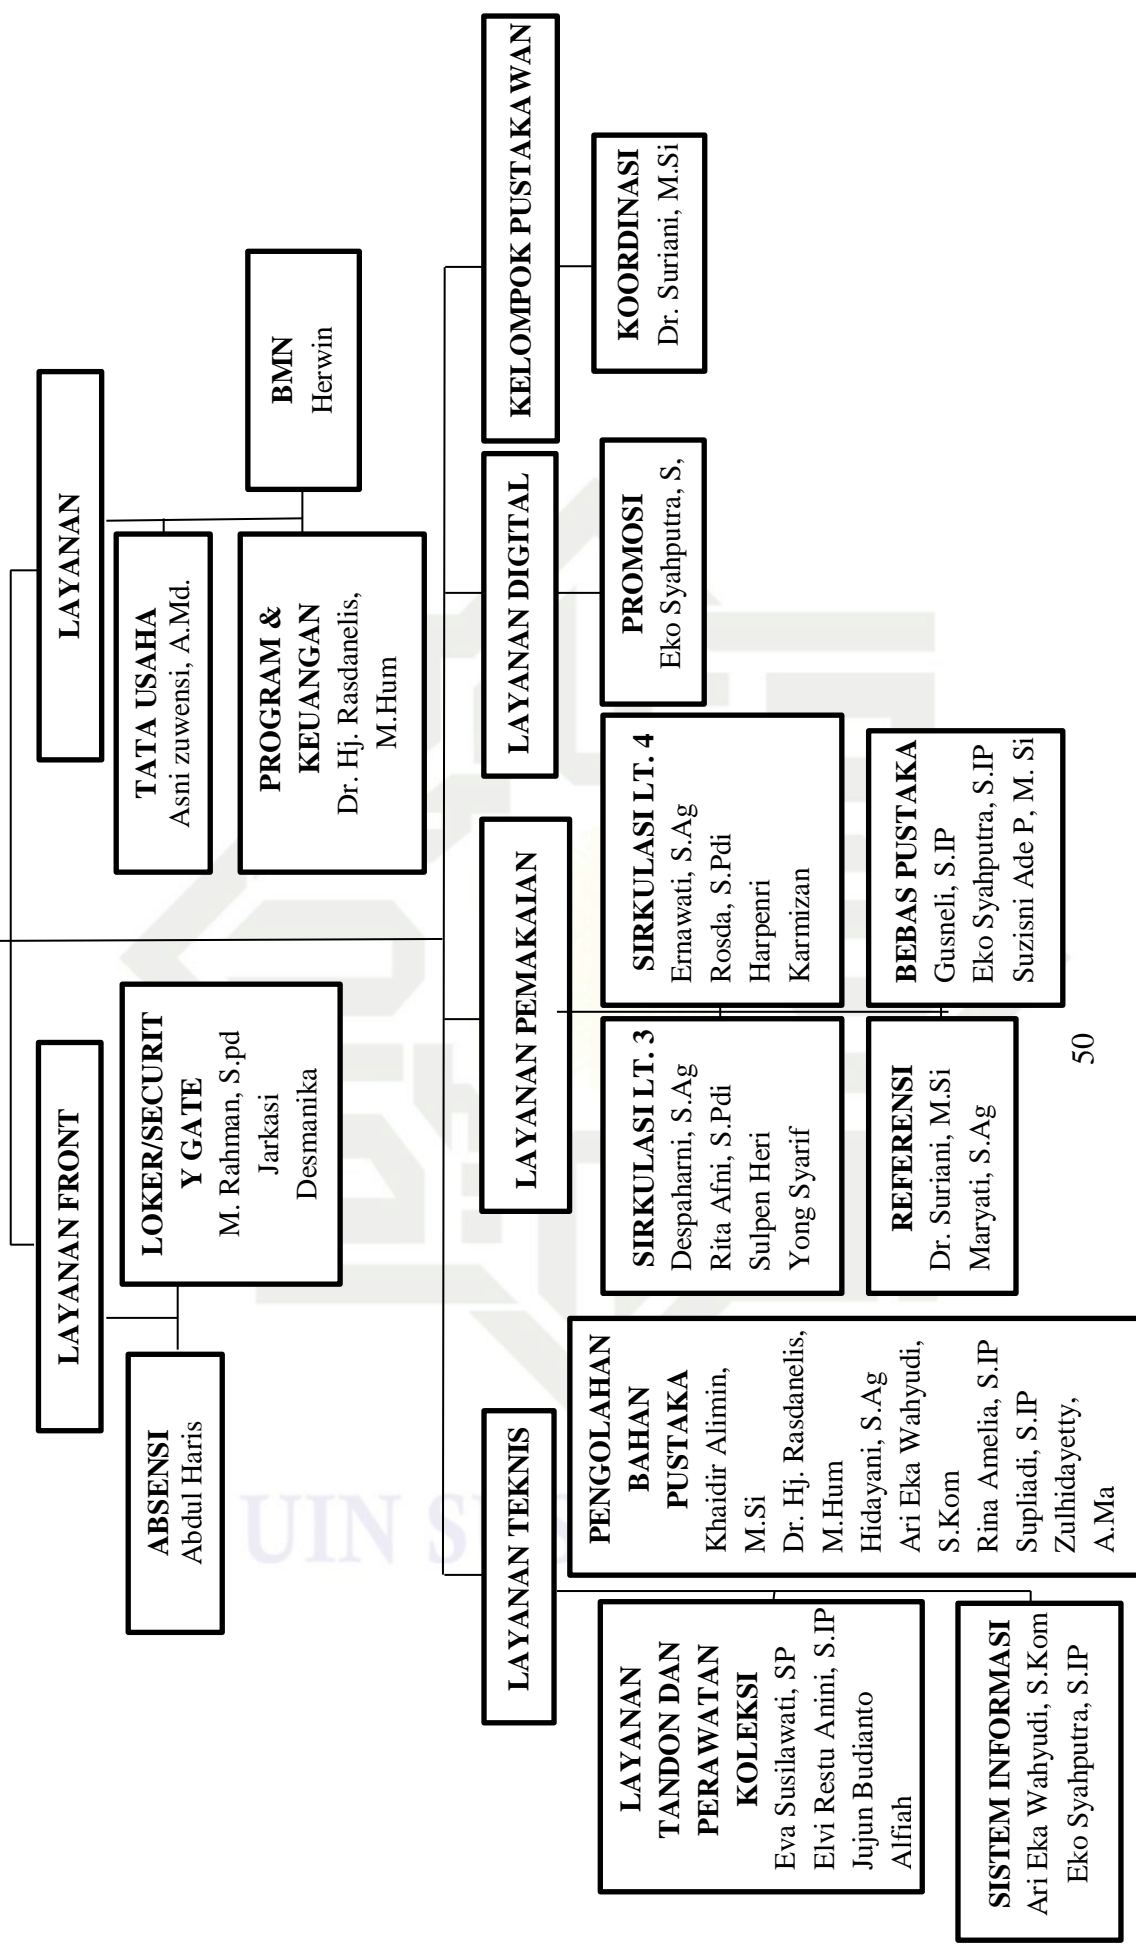 LAYANAN FRONT
LAYANAN
ABSENSI
Abdul Haris
LOKER/SECURIT
Y GATE
M. Rahman, S.pd
Jarkasi
Desmanika
TATA USAHA
Asni zuwensi, A.Md.
PROGRAM &
KEUANGAN
Dr. Hj. Rasdanelis,
M.Hum
BMN
Herwin
LAYANAN TEKNIS
LAYANAN PEMAKAIAN
LAYANAN DIGITAL
KELOMPOK PUSTAKAWAN
LAYANAN
TANDON DAN
PERAWATAN
KOLEKSI
Eva Susilawati, SP
Elvi Restu Anini, S.IP
Jujun Budianto
Alfiah
PENGOLAHAN
BAHAN
PUSTAKA
Khaidir Alimin,
M.Si
Dr. Hj. Rasdanelis,
M.Hum
Hidayani, S.Ag
Ari Eka Wahyudi,
S.Kom
Rina Amelia, S.IP
Supliadi, S.IP
Zulhidayetty,
A.Ma
SIRKULASI LT. 3
Despaharni, S.Ag
Rita Afni, S.Pdi
Sulpen Heri
Yong Syarif
SIRKULASI LT. 4
Ernawati, S.Ag
Rosda, S.Pdi
Harpenri
Karmizan
PROMOSI
Eko Syahputra, S,
KOORDINASI
Dr. Suriani, M.Si
SISTEM INFORMASI
Ari Eka Wahyudi, S.Kom
Eko Syahputra, S.IP
REFERENSI
Dr. Suriani, M.Si
Maryati, S.Ag
BEBAS PUSTAKA
Gusneli, S.IP
Eko Syahputra, S.IP
Suzisni Ade P, M. Si
50
UIN S